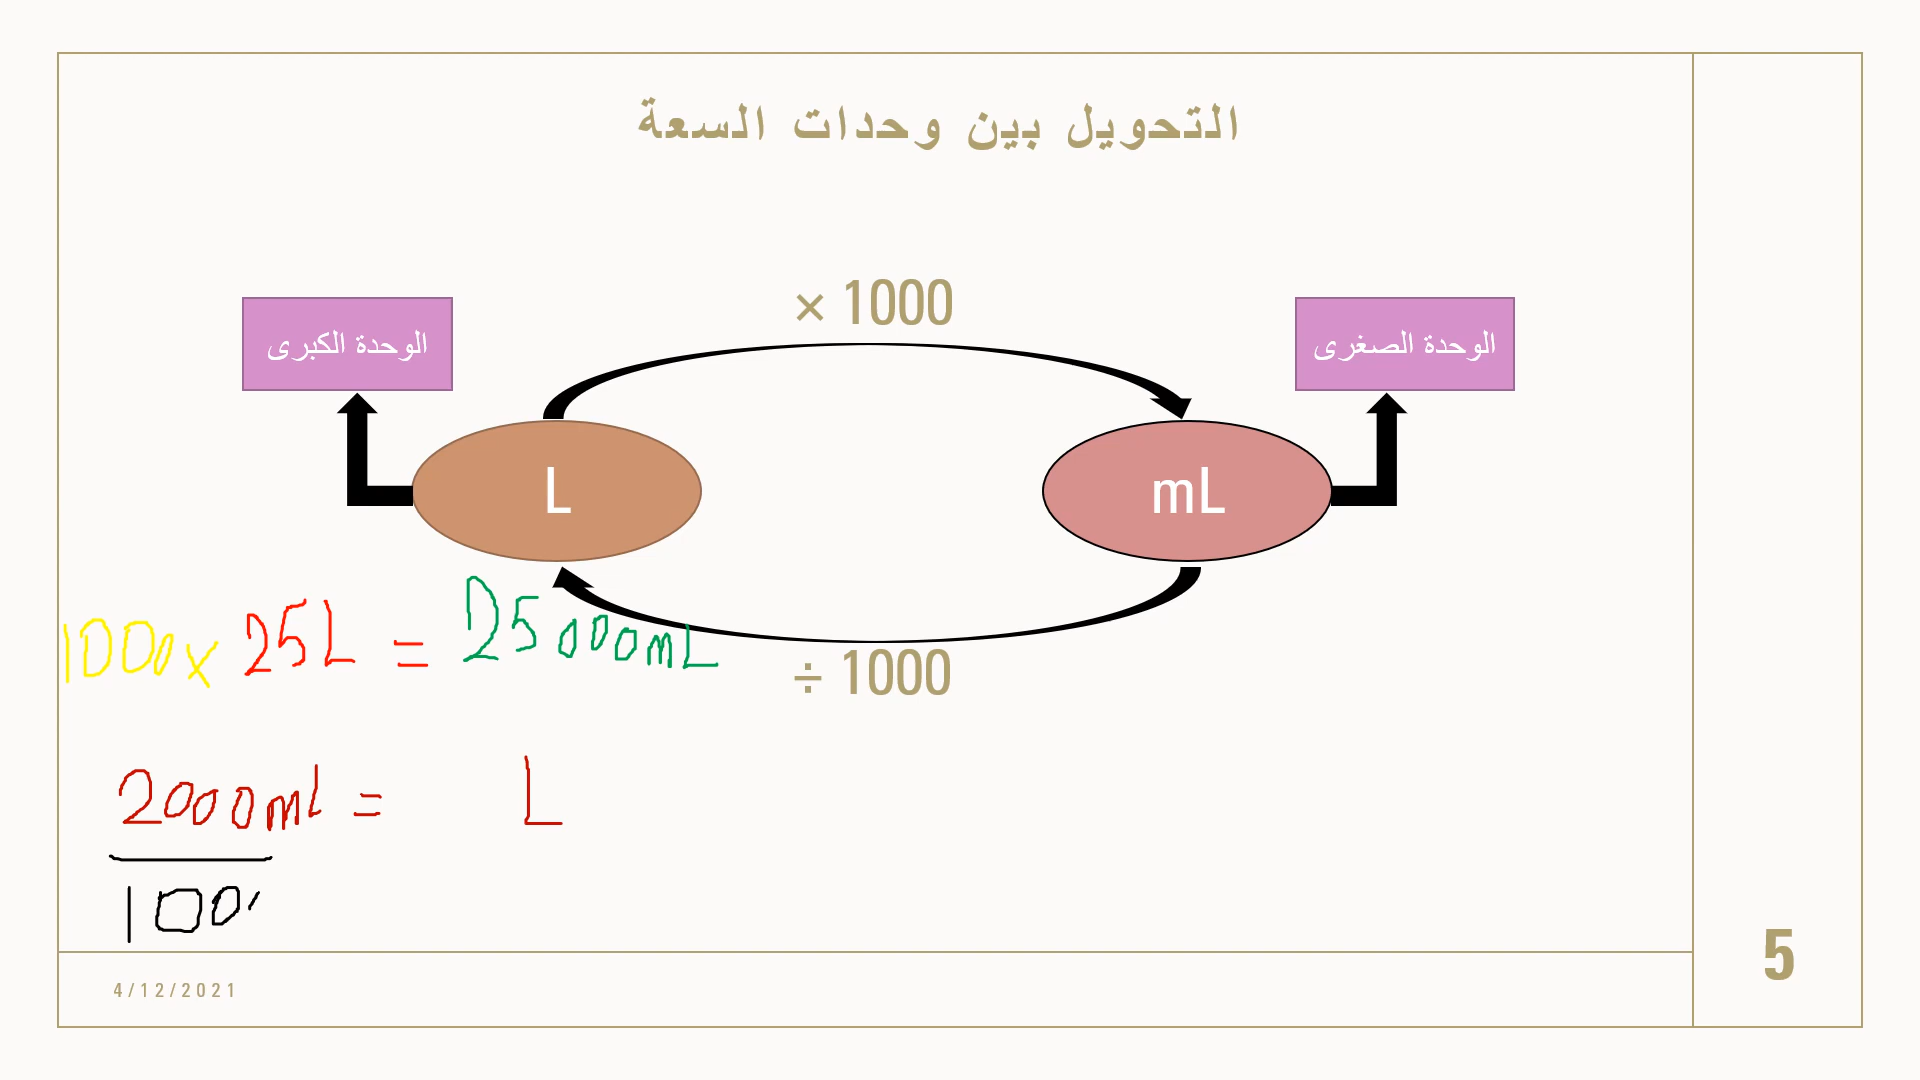 التحويل بين وحدات السعة
× 1000
الوحدة الكبرى
الوحدة الصغرى
L
mL
1000 × 25L = 25000mL
÷ 1000
2000ml = L
100
5
4/12/2021